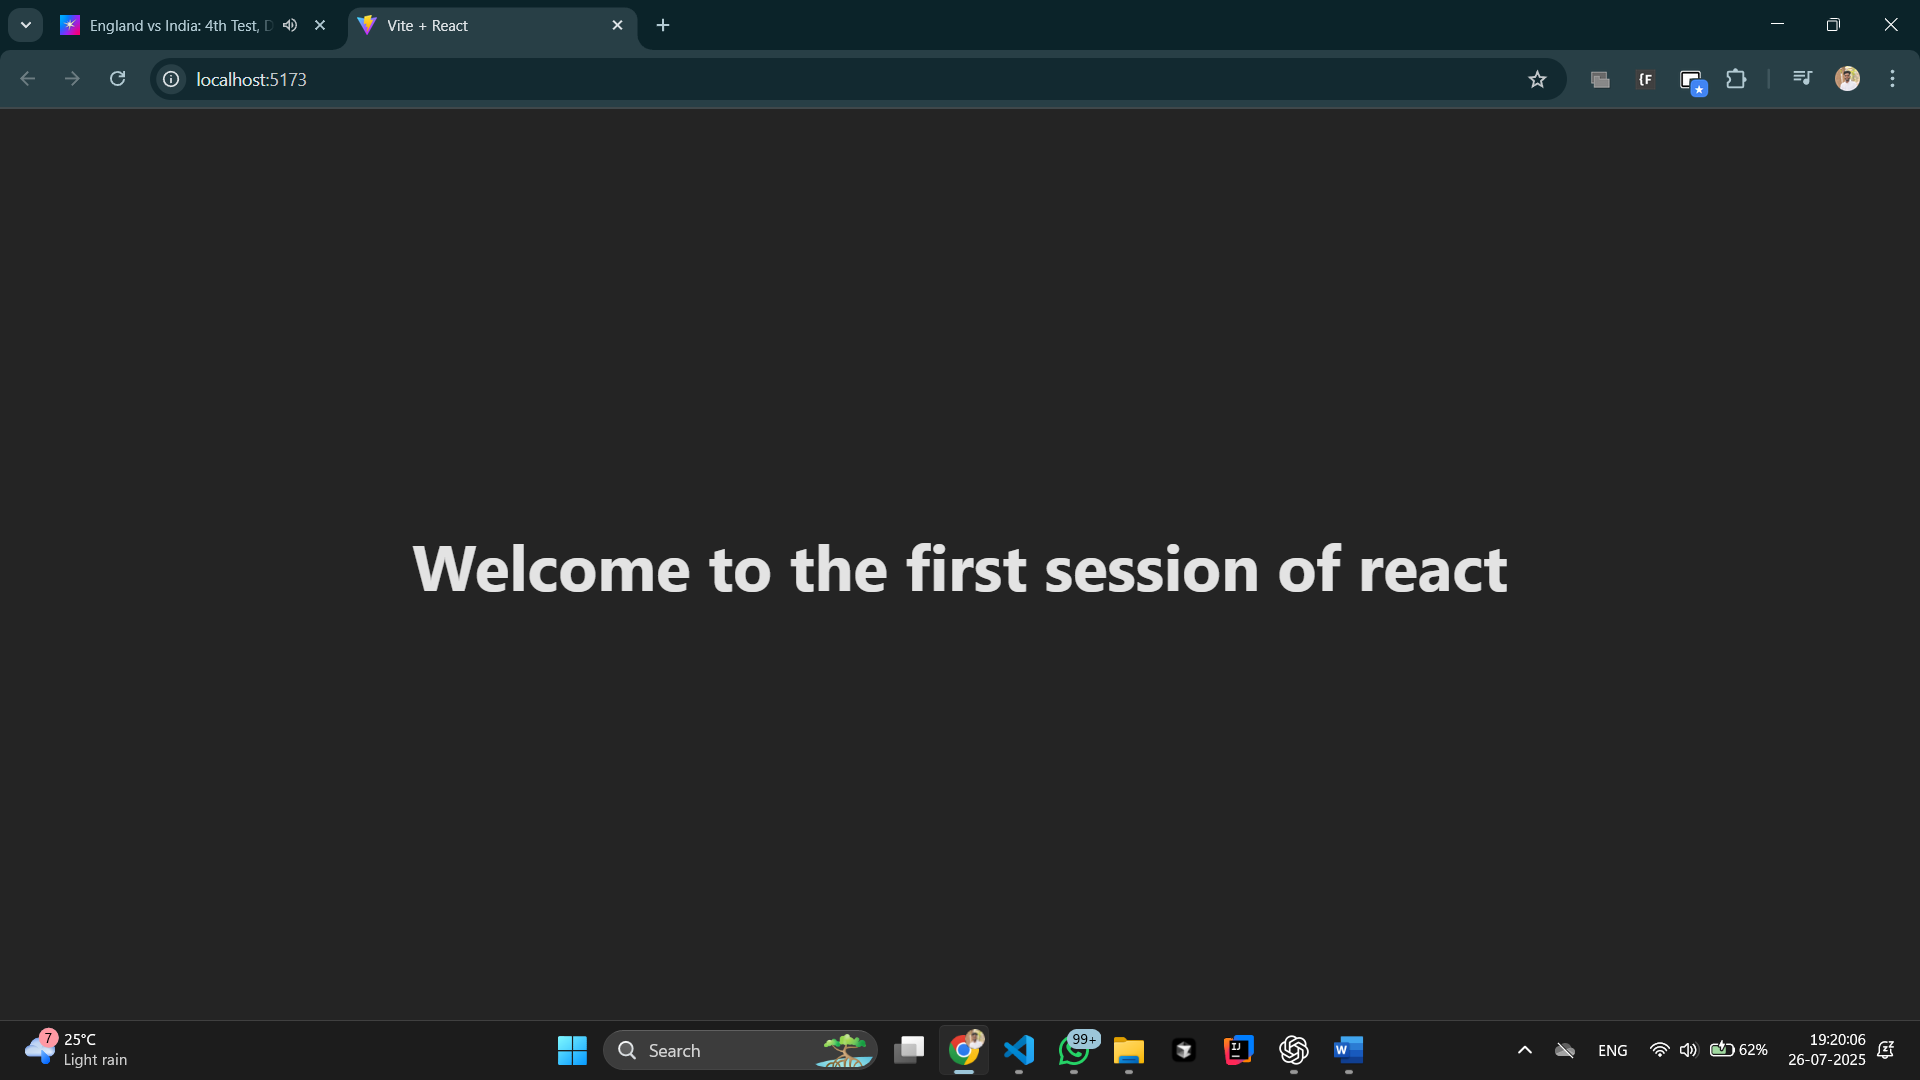 England vs India: 4th Test, D
Vite + React
localhost:5173
{F
Welcome to the first session of react
7
25°C
Light rain
Search
99+
IJ
W
ENG
62%
19:20:06
26-07-2025